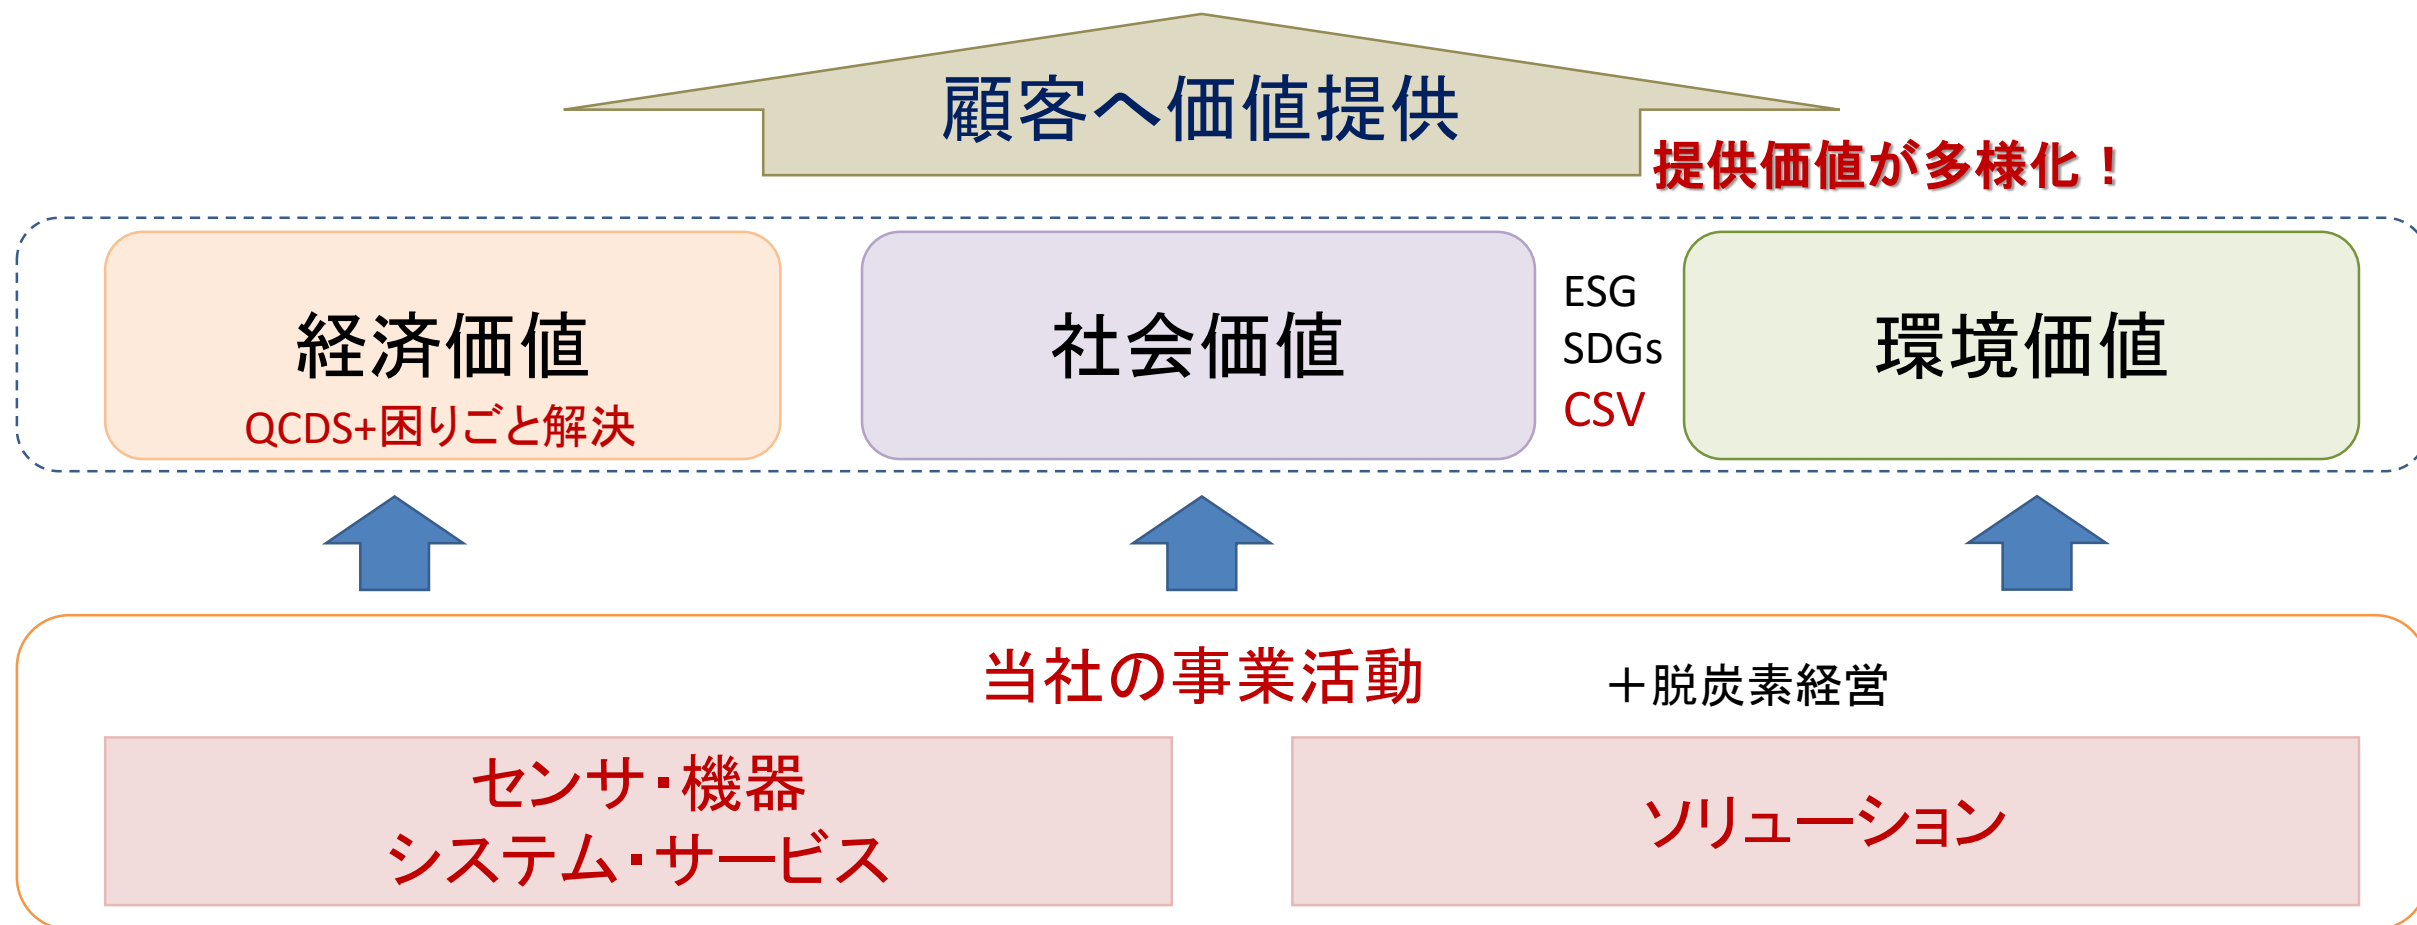 顧客へ価値提供
提供価値が多様化！
経済価値
QCDS+困りごと解決
社会価値
ESG
SDGs
CSV
環境価値
当社の事業活動
＋脱炭素経営
センサ・機器
システム・サービス
ソリューション